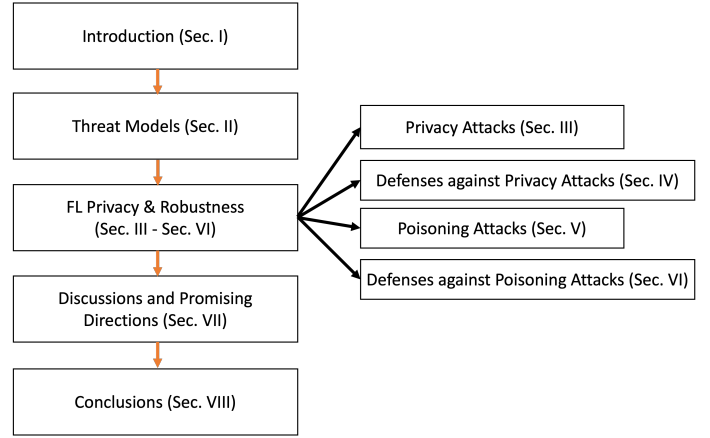 Introduction (Sec. I)
Threat Models (Sec. II)
FL Privacy & Robustness
(Sec. III - Sec. VI)
Discussions and Promising
Directions (Sec. VII)
Conclusions (Sec. VIII)
Privacy Attacks (Sec. III)
Defenses against Privacy Attacks (Sec. IV)
Poisoning Attacks (Sec. V)
Defenses against Poisoning Attacks (Sec. VI)